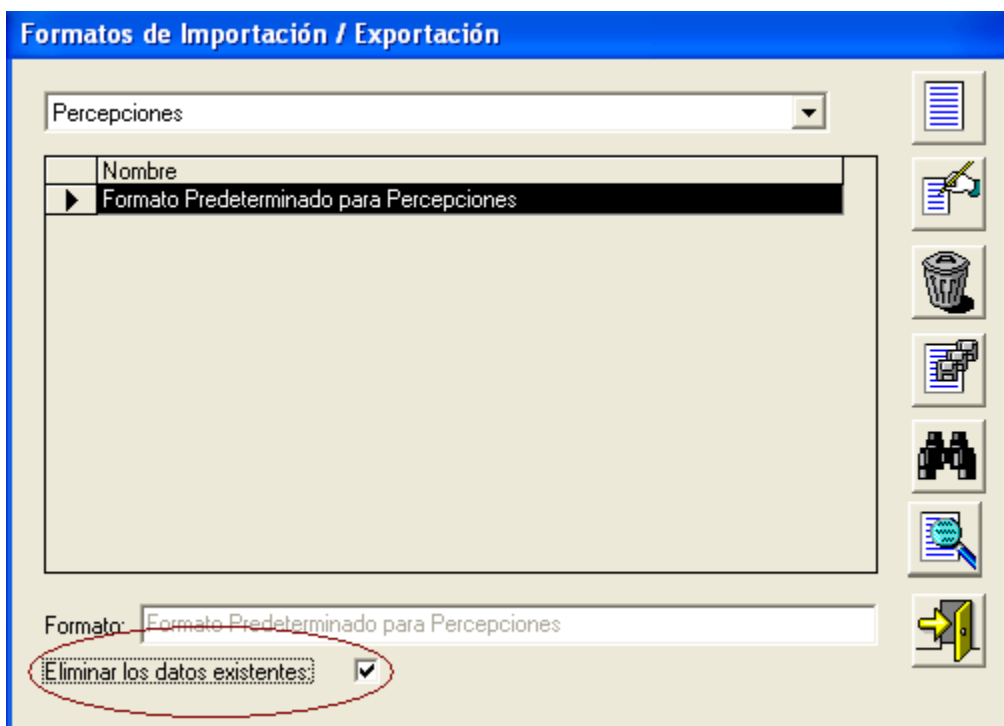 Formatos de Importación / Exportación
Percepciones
Nombre
Formato Predeterminado para Percepciones
Formato: Formato Predeterminado para Percepciones
Eliminar los datos existentes: